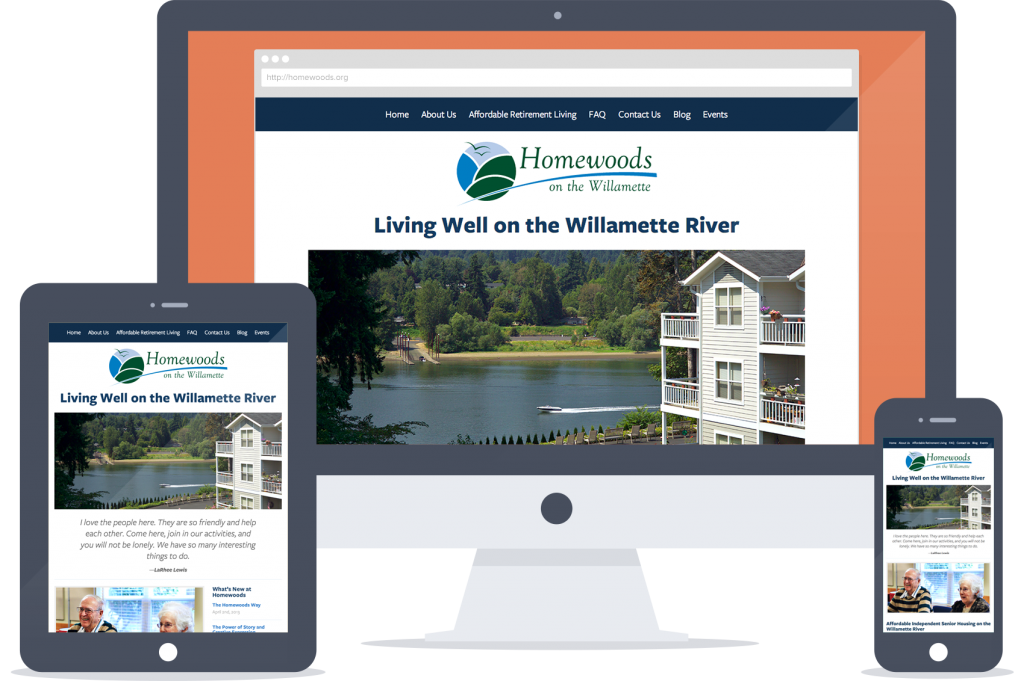 http://homewoods.org
Home About Us Affordable Retirement Living FAQ Contact Us Blog Events
Homewoods
on the Willamette
Living Well on the Willamette River
Home About Us Affordable Retirement Living FAQ Contact Us Blog Events
Homewoods
on the Willamette
Living Well on the Willamette River
I love the people here. They are so friendly and help
each other. Come here, join in our activities, and
you will not be lonely. We have so many interesting
things to do.
—LaRhee Lewis
What's New at
Homewoods
The Homewoods Way
April 2nd, 2013
The Power of Story and
Creative Expression
Home About Us Affordable Retirement Living FAQ Contact Us Blog Events
Homewoods
on the Willamette
Living Well on the Willamette River
I love the people here. They are so friendly and help each
other. Come here, join in our activities, and you will not be
lonely. We have so many interesting things to do.
—LaRhee Lewis
Affordable Independent Senior Housing on the
Willamette River